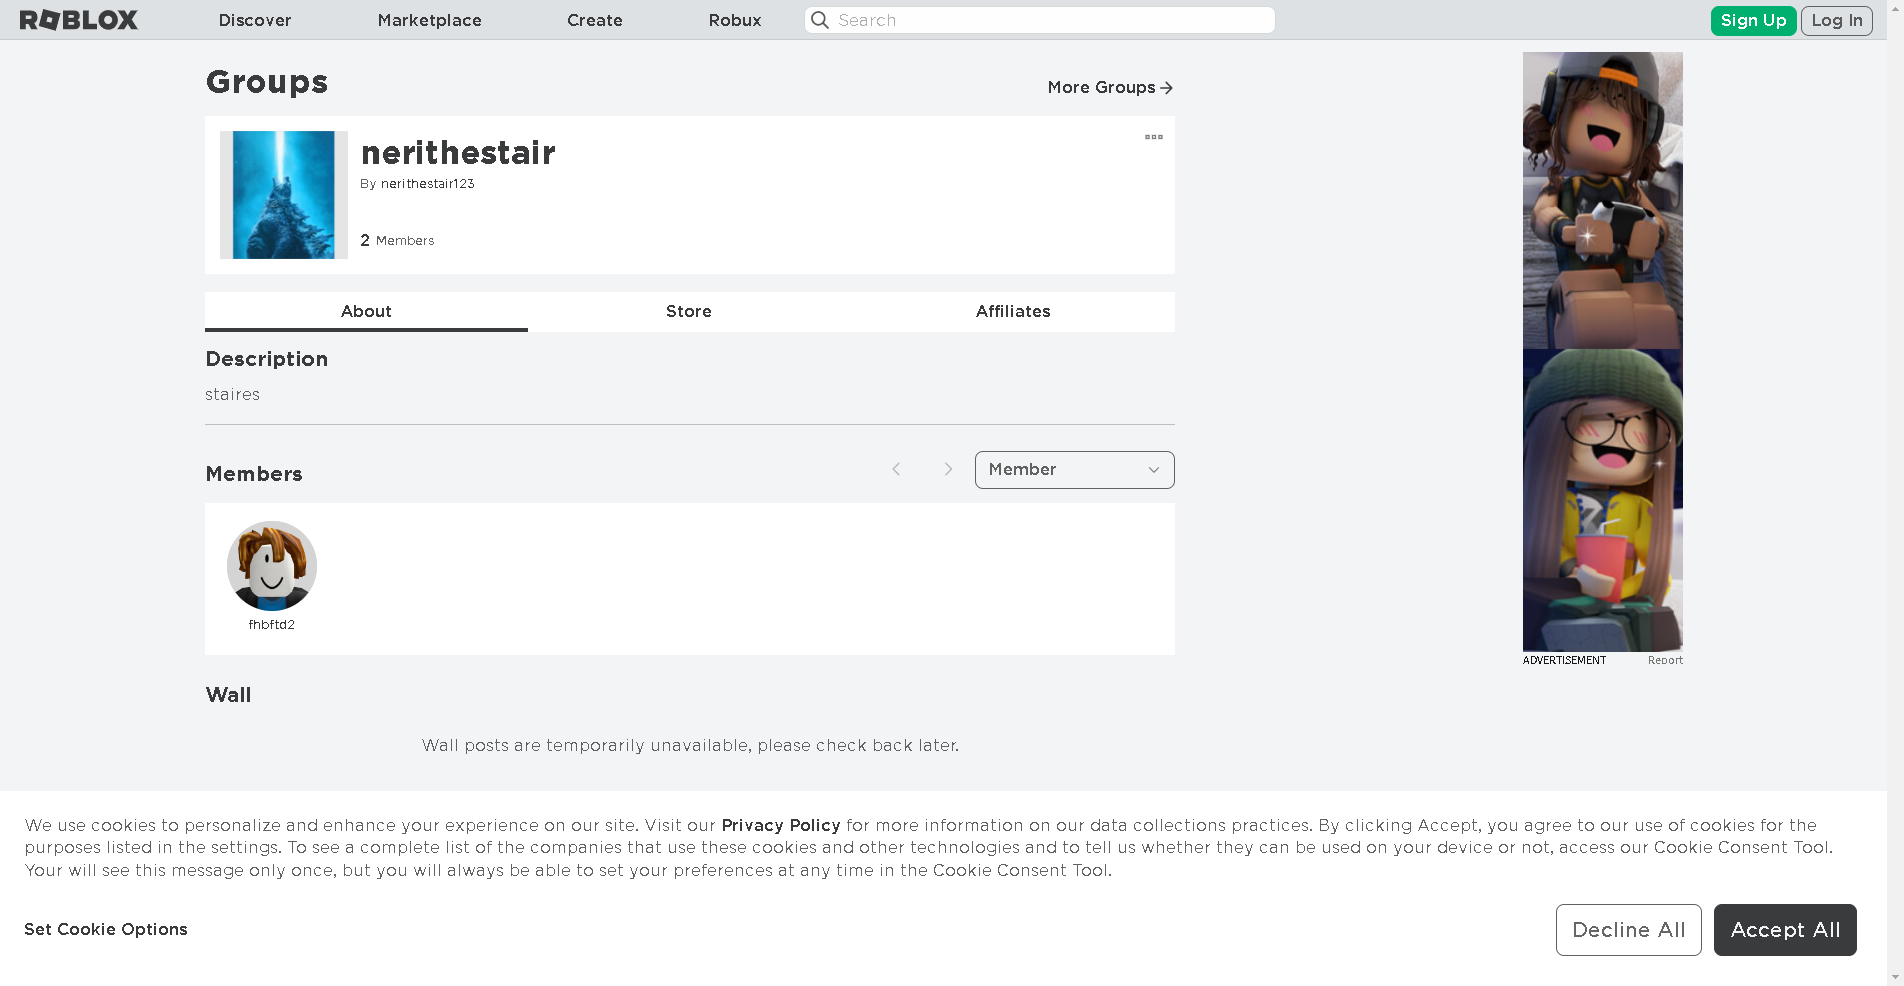 ROBLOX Discover Marketplace Create Robux Search Sign Up Log In
Groups
More Groups
nerithestair
By nerithestair123
2 Members
About Store Affiliates
Description
staires
Members
Member
fhbftd2
Wall
Wall posts are temporarily unavailable, please check back later.
ADVERTISEMENT Report
We use cookies to personalize and enhance your experience on our site. Visit our Privacy Policy for more information on our data collections practices. By clicking Accept, you agree to our use of cookies for the
purposes listed in the settings. To see a complete list of the companies that use these cookies and other technologies and to tell us whether they can be used on your device or not, access our Cookie Consent Tool.
Your will see this message only once, but you will always be able to set your preferences at any time in the Cookie Consent Tool.
Set Cookie Options
Decline All Accept All